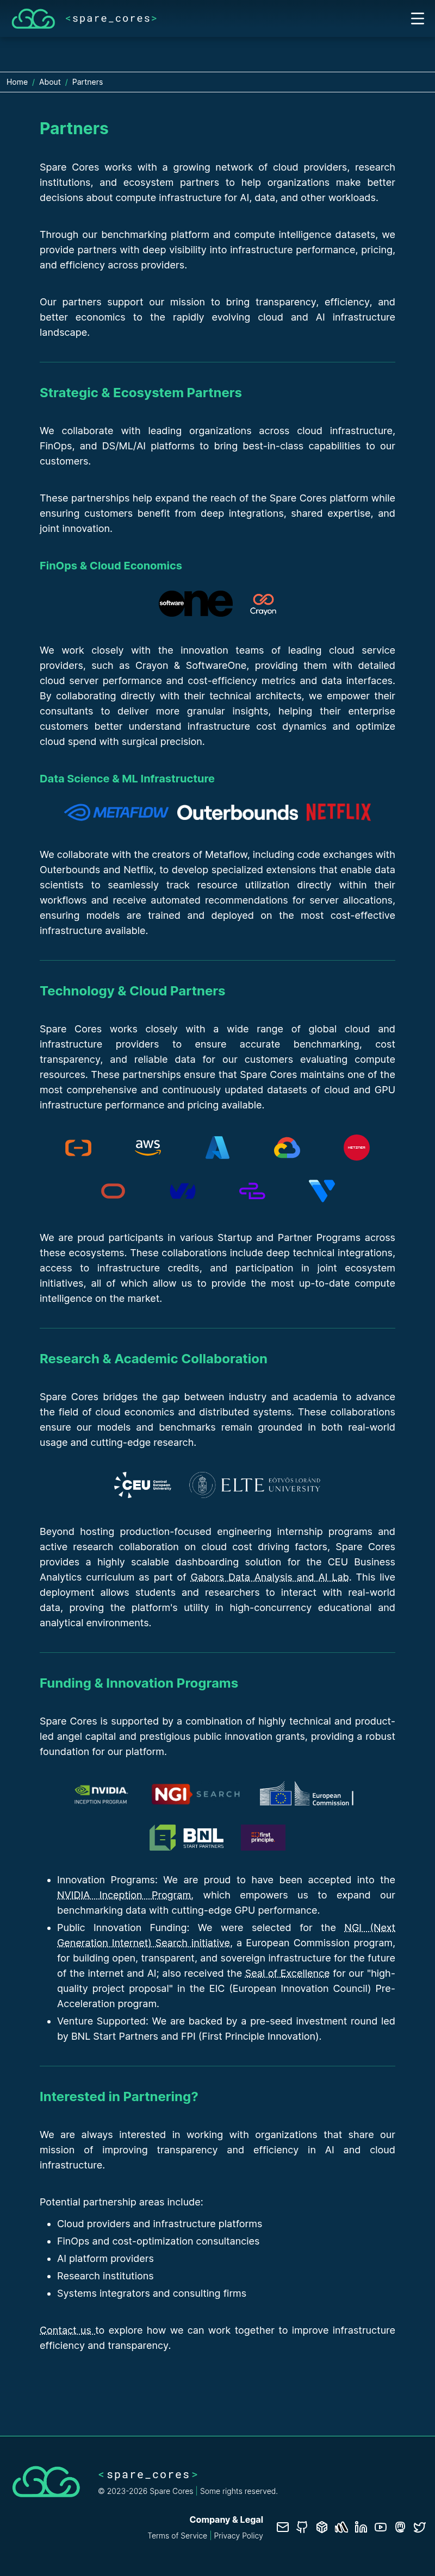 <spare_cores>
Home / About / Partners
Partners
Spare Cores works with a growing network of cloud providers, research
institutions, and ecosystem partners to help organizations make better
decisions about compute infrastructure for AI, data, and other workloads.
Through our benchmarking platform and compute intelligence datasets, we
provide partners with deep visibility into infrastructure performance, pricing,
and efficiency across providers.
Our partners support our mission to bring transparency, efficiency, and
better economics to the rapidly evolving cloud and AI infrastructure
landscape.
Strategic & Ecosystem Partners
We collaborate with leading organizations across cloud infrastructure,
FinOps, and DS/ML/AI platforms to bring best-in-class capabilities to our
customers.
These partnerships help expand the reach of the Spare Cores platform while
ensuring customers benefit from deep integrations, shared expertise, and
joint innovation.
FinOps & Cloud Economics
software one Crayon
We work closely with the innovation teams of leading cloud service
providers, such as Crayon & SoftwareOne, providing them with detailed
cloud server performance and cost-efficiency metrics and data interfaces.
By collaborating directly with their technical architects, we empower their
consultants to deliver more granular insights, helping their enterprise
customers better understand infrastructure cost dynamics and optimize
cloud spend with surgical precision.
Data Science & ML Infrastructure
METAFLOW Outerbounds NETFLIX
We collaborate with the creators of Metaflow, including code exchanges with
Outerbounds and Netflix, to develop specialized extensions that enable data
scientists to seamlessly track resource utilization directly within their
workflows and receive automated recommendations for server allocations,
ensuring models are trained and deployed on the most cost-effective
infrastructure available.
Technology & Cloud Partners
Spare Cores works closely with a wide range of global cloud and
infrastructure providers to ensure accurate benchmarking, cost
transparency, and reliable data for our customers evaluating compute
resources. These partnerships ensure that Spare Cores maintains one of the
most comprehensive and continuously updated datasets of cloud and GPU
infrastructure performance and pricing available.
aws HETZNER
We are proud participants in various Startup and Partner Programs across
these ecosystems. These collaborations include deep technical integrations,
access to infrastructure credits, and participation in joint ecosystem
initiatives, all of which allow us to provide the most up-to-date compute
intelligence on the market.
Research & Academic Collaboration
Spare Cores bridges the gap between industry and academia to advance
the field of cloud economics and distributed systems. These collaborations
ensure our models and benchmarks remain grounded in both real-world
usage and cutting-edge research.
CEU Central European University ELTE EÖTVÖS LORÁND UNIVERSITY
Beyond hosting production-focused engineering internship programs and
active research collaboration on cloud cost driving factors, Spare Cores
provides a highly scalable dashboarding solution for the CEU Business
Analytics curriculum as part of Gabors Data Analysis and AI Lab. This live
deployment allows students and researchers to interact with real-world
data, proving the platform's utility in high-concurrency educational and
analytical environments.
Funding & Innovation Programs
Spare Cores is supported by a combination of highly technical and product-
led angel capital and prestigious public innovation grants, providing a robust
foundation for our platform.
NVIDIA. INCEPTION PROGRAM NGI SEARCH European Commission
BNL START PARTNERS first principle.
• Innovation Programs: We are proud to have been accepted into the
NVIDIA Inception Program, which empowers us to expand our
benchmarking data with cutting-edge GPU performance.
• Public Innovation Funding: We were selected for the NGI (Next
Generation Internet) Search initiative, a European Commission program,
for building open, transparent, and sovereign infrastructure for the future
of the internet and AI; also received the Seal of Excellence for our "high-
quality project proposal" in the EIC (European Innovation Council) Pre-
Acceleration program.
• Venture Supported: We are backed by a pre-seed investment round led
by BNL Start Partners and FPI (First Principle Innovation).
Interested in Partnering?
We are always interested in working with organizations that share our
mission of improving transparency and efficiency in AI and cloud
infrastructure.
Potential partnership areas include:
• Cloud providers and infrastructure platforms
• FinOps and cost-optimization consultancies
• AI platform providers
• Research institutions
• Systems integrators and consulting firms
Contact us to explore how we can work together to improve infrastructure
efficiency and transparency.
<spare_cores>
© 2023-2026 Spare Cores | Some rights reserved.
Company & Legal
Terms of Service | Privacy Policy